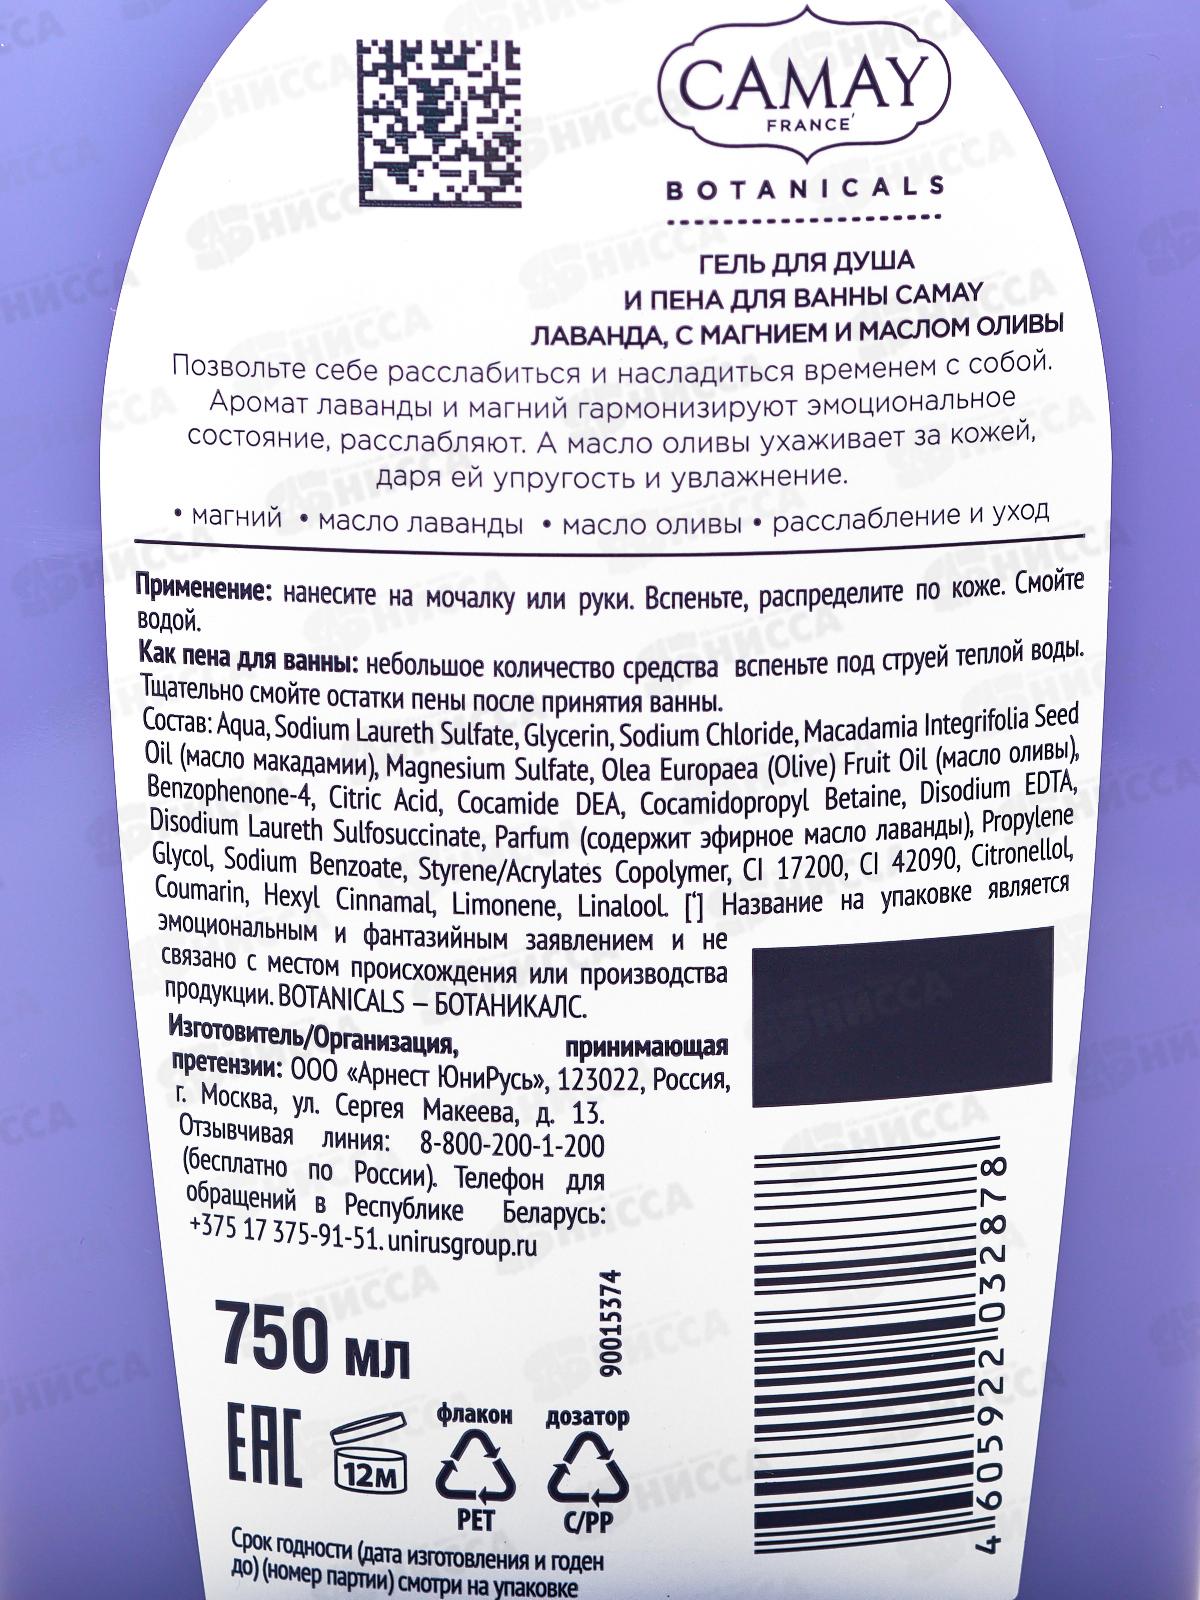 CAMAY
FRANCE'
BOTANICALS
ГЕЛЬ ДЛЯ ДУША
И ПЕНА ДЛЯ ВАННЫ CAMAY
ЛАВАНДА, С МАГНИЕМ И МАСЛОМ ОЛИВЫ
Позвольте себе расслабиться и насладиться временем с собой.
Аромат лаванды и магний гармонизируют эмоциональное
состояние, расслабляют. А масло оливы ухаживает за кожей,
даря ей упругость и увлажнение.
• магний • масло лаванды • масло оливы • расслабление и уход
Применение: нанесите на мочалку или руки. Вспеньте, распределите по коже. Смойте
водой.
Как пена для ванны: небольшое количество средства вспеньте под струей теплой воды.
Тщательно смойте остатки пены после принятия ванны.
Состав: Aqua, Sodium Laureth Sulfate, Glycerin, Sodium Chloride, Macadamia Integrifolia Seed
Oil (масло макадамии), Magnesium Sulfate, Olea Europaea (Olive) Fruit Oil (масло оливы),
Benzophenone-4, Citric Acid, Cocamide DEA, Cocamidopropyl Betaine, Disodium EDTA,
Disodium Laureth Sulfosuccinate, Parfum (содержит эфирное масло лаванды), Propylene
Glycol, Sodium Benzoate, Styrene/Acrylates Copolymer, CI 17200, CI 42090, Citronellol,
Coumarin, Hexyl Cinnamal, Limonene, Linalool. ['] Название на упаковке является
эмоциональным и фантазийным заявлением и не
связано с местом происхождения или производства
продукции. BOTANICALS – БОТАНИКАЛС.
Изготовитель/Организация, принимающая
претензии: ООО «Арнест ЮниРусь», 123022, Россия,
г. Москва, ул. Сергея Макеева, д. 13.
Отзывчивая линия: 8-800-200-1-200
(бесплатно по России). Телефон для
обращений в Республике Беларусь:
+375 17 375-91-51. unirusgroup.ru
750 мл
90015374
EAC
12М
флакон
дозатор
PET
C/PP
Срок годности (дата изготовления и годен
до) (номер партии) смотри на упаковке
4 605922 032878
НИССА